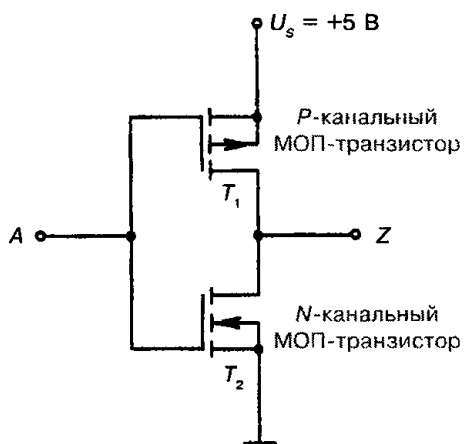 U_S = +5 В
P-канальный
МОП-транзистор
T_1
A
Z
N-канальный
МОП-транзистор
T_2